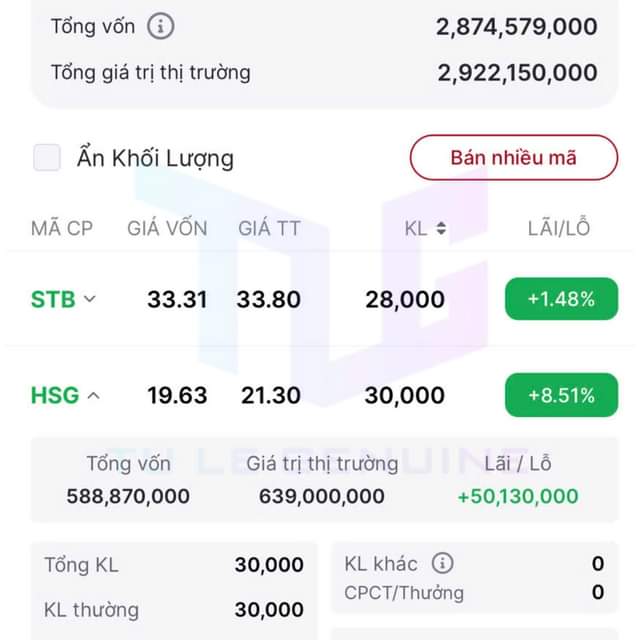 Tổng vốn 2,874,579,000
Tổng giá trị thị trường 2,922,150,000
Ẩn Khối Lượng Bán nhiều mã
MÃ CP GIÁ VỐN GIÁ TT KL LÃI/LỖ
STB 33.31 33.80 28,000 +1.48%
HSG 19.63 21.30 30,000 +8.51%
TU LE GENUINE
Tổng vốn Giá trị thị trường Lãi / Lỗ
588,870,000 639,000,000 +50,130,000
Tổng KL 30,000 KL khác 0
CPCT/Thưởng 0
KL thường 30,000